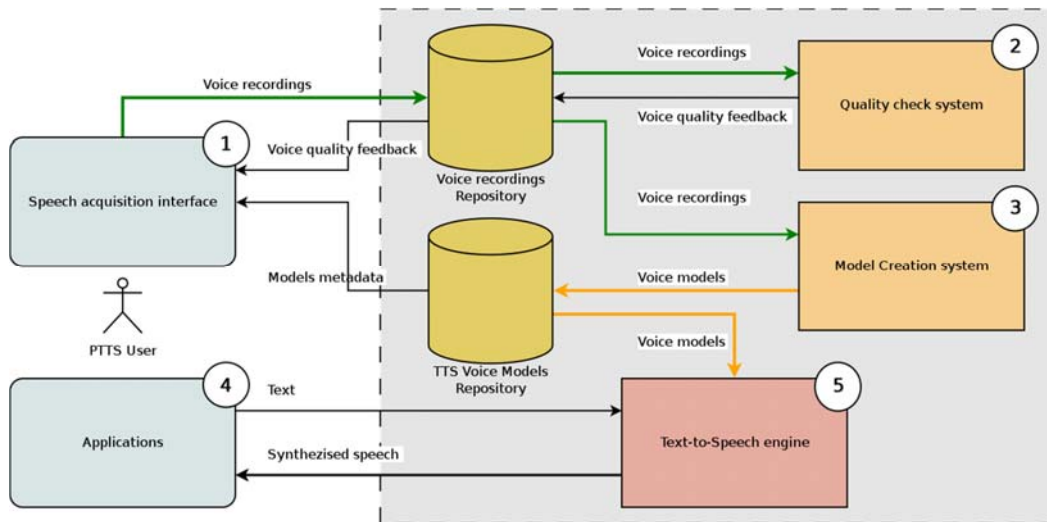 2
Voice recordings
Quality check system
Voice quality feedback
Voice recordings
1
Voice quality feedback
Speech acquisition interface
Voice recordings
Repository
Voice recordings
3
Model Creation system
Models metadata
Voice models
PTTS User
Voice models
TTS Voice Models
Repository
4
Text
5
Applications
Text-to-Speech engine
Synthezised speech